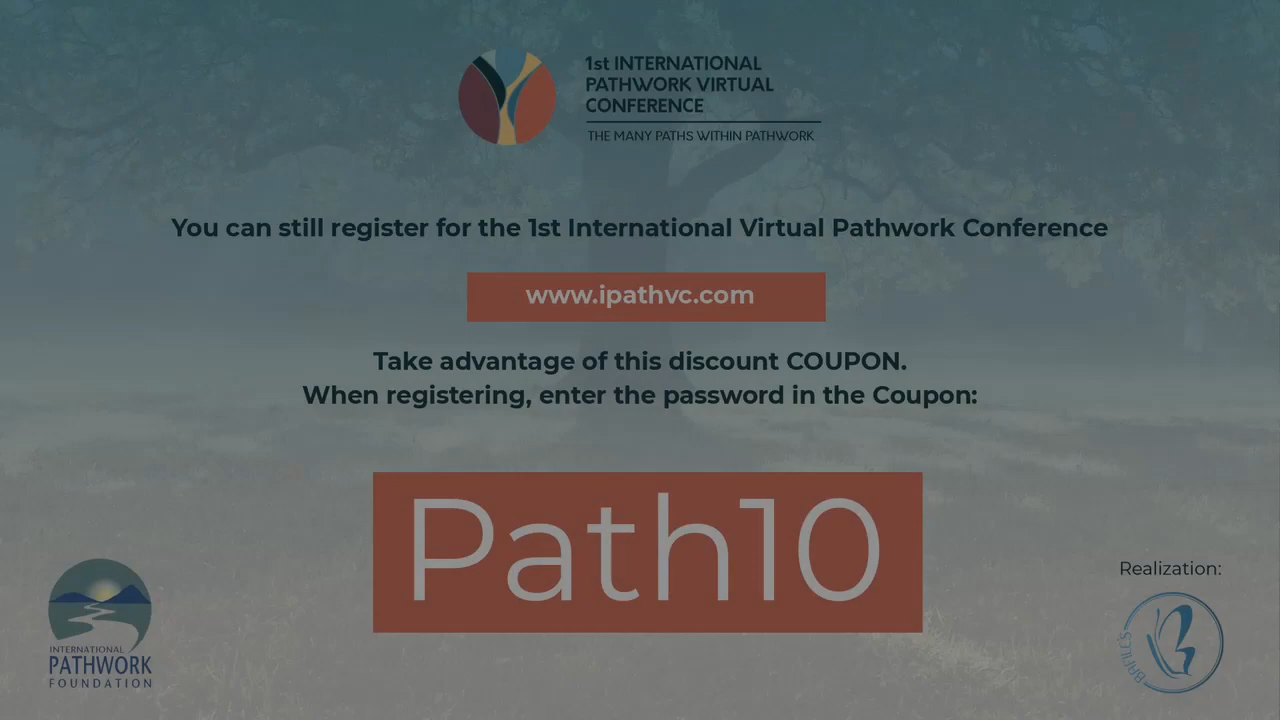 1st INTERNATIONAL
PATHWORK VIRTUAL
CONFERENCE
THE MANY PATHS WITHIN PATHWORK
You can still register for the 1st International Virtual Pathwork Conference
www.ipathvc.com
Take advantage of this discount COUPON.
When registering, enter the password in the Coupon:
Path10
INTERNATIONAL
PATHWORK
FOUNDATION
Realization: